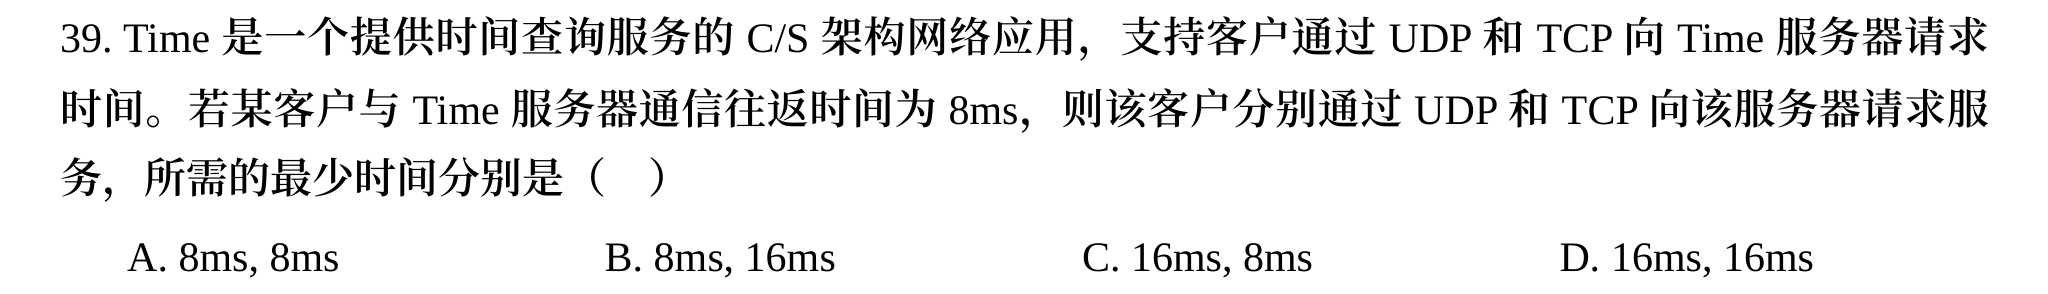 39. Time 是一个提供时间查询服务的 C/S 架构网络应用，支持客户通过 UDP 和 TCP 向 Time 服务器请求
时间。若某客户与 Time 服务器通信往返时间为 8ms，则该客户分别通过 UDP 和 TCP 向该服务器请求服
务，所需的最少时间分别是（    ）
A. 8ms, 8ms    B. 8ms, 16ms    C. 16ms, 8ms    D. 16ms, 16ms